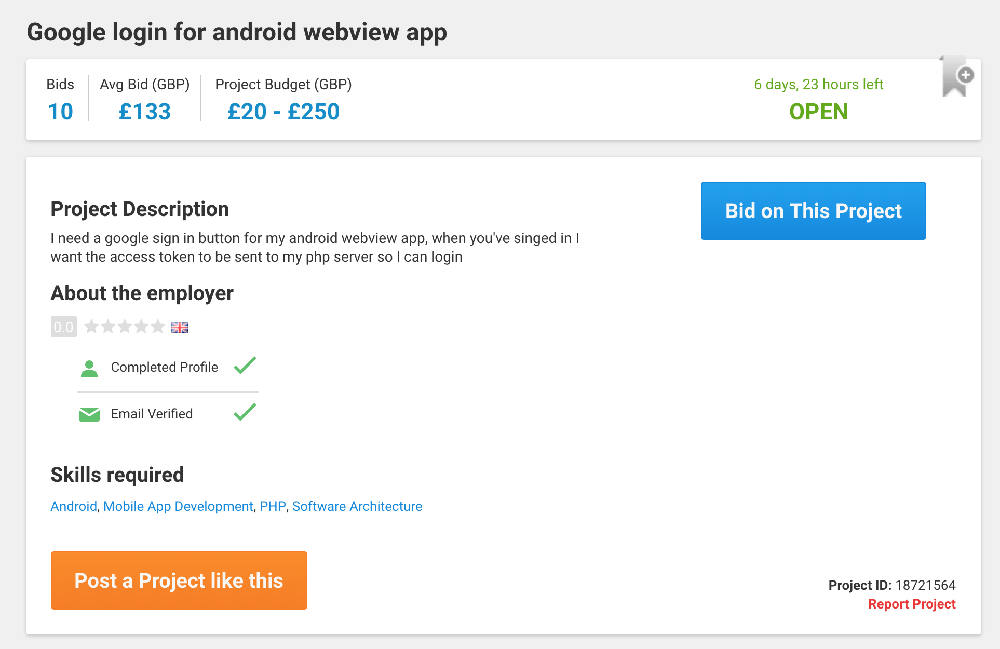 Google login for android webview app
Bids
10
Avg Bid (GBP)
£133
Project Budget (GBP)
£20 - £250
6 days, 23 hours left
OPEN
Project Description
I need a google sign in button for my android webview app, when you've singed in I
want the access token to be sent to my php server so I can login
Bid on This Project
About the employer
0.0
Completed Profile
Email Verified
Skills required
Android, Mobile App Development, PHP, Software Architecture
Post a Project like this
Project ID: 18721564
Report Project